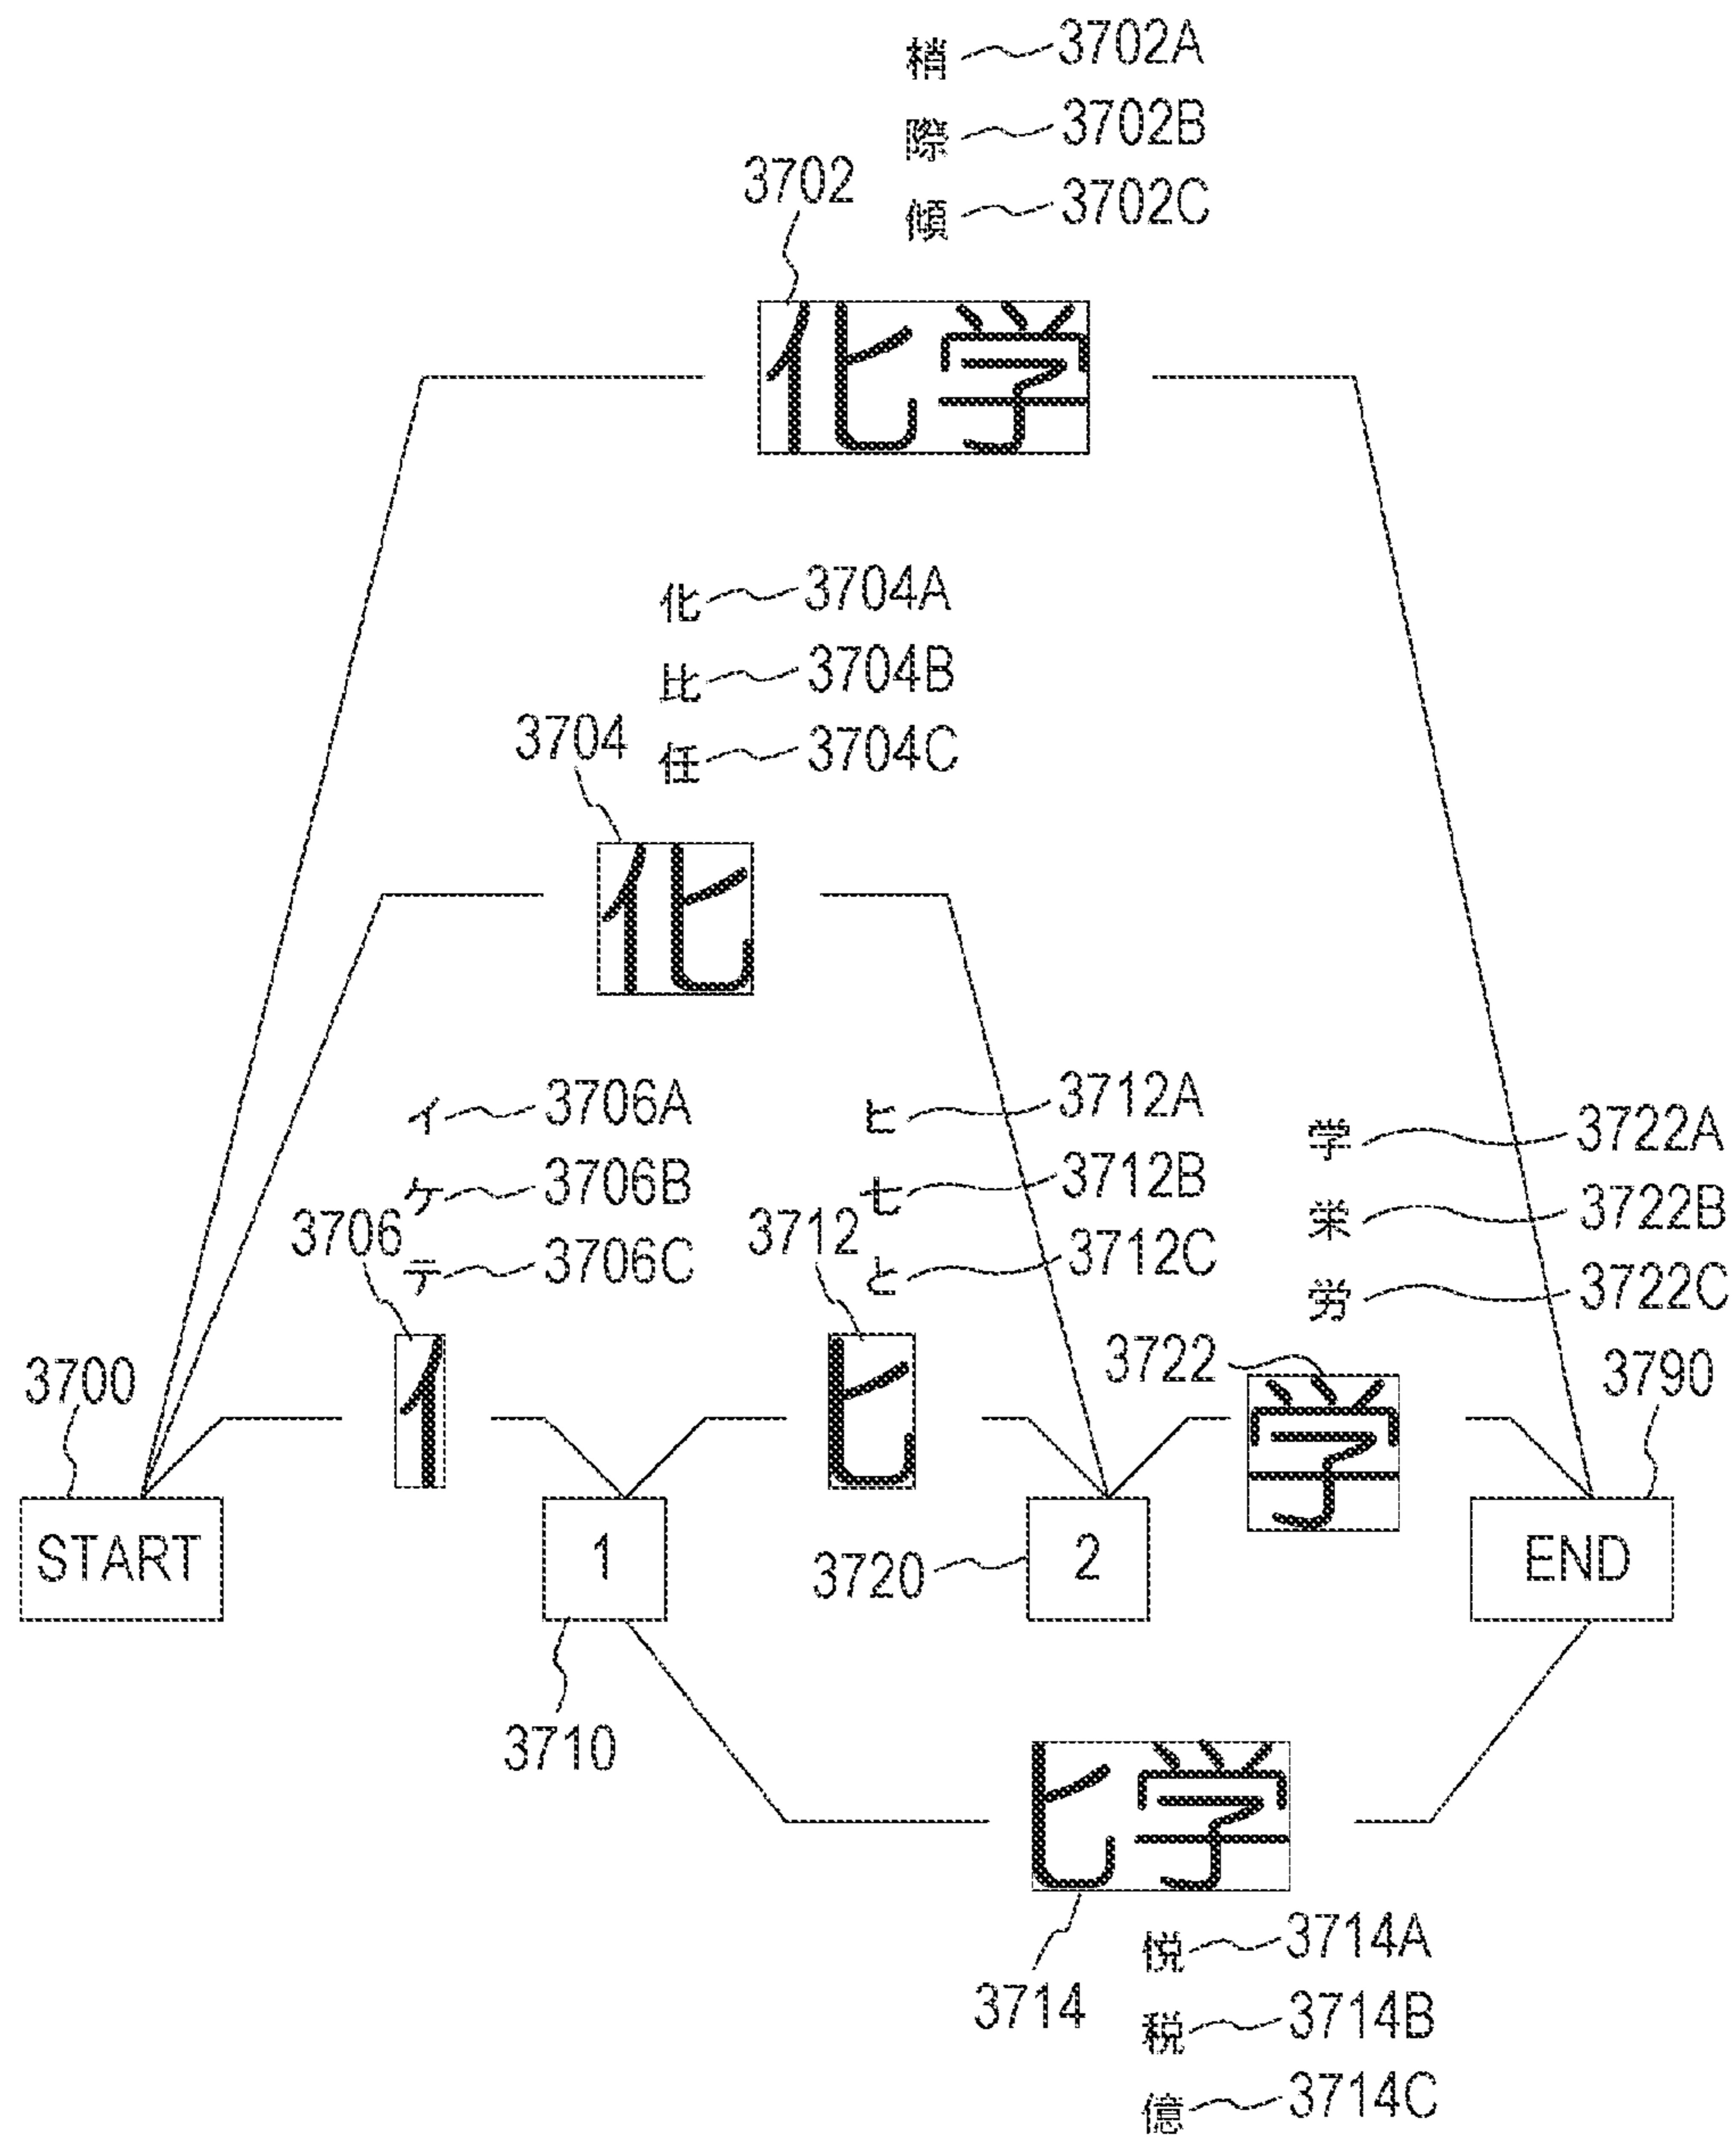 梢 3702A
際 3702B
傾 3702C
3702
化学
化 3704A
比 3704B
任 3704C
3704
化
イ 3706A
ケ 3706B
テ 3706C
3706
イ
ヒ 3712A
七 3712B
と 3712C
3712
ヒ
学 3722A
栄 3722B
労 3722C
3722
学
3700
START
1
3710
2
3720
3790
END
ヒ学
3714
悦 3714A
税 3714B
億 3714C